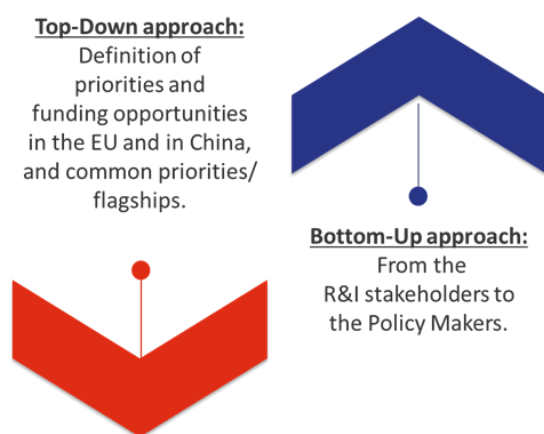 Top-Down approach:
Definition of
priorities and
funding opportunities
in the EU and in China,
and common priorities/
flagships.
Bottom-Up approach:
From the
R&I stakeholders to
the Policy Makers.